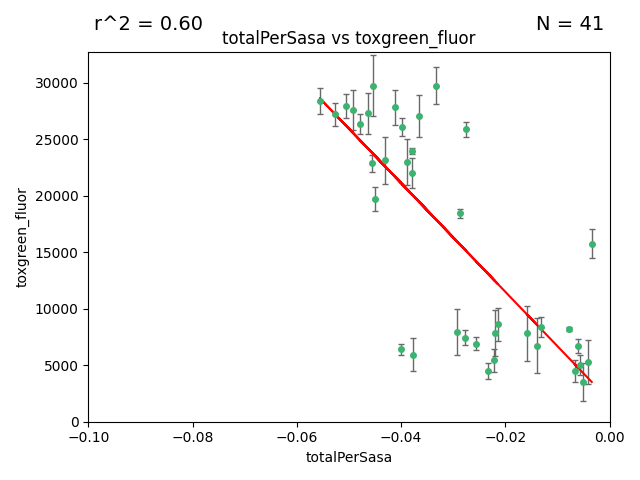 r^2 = 0.60
N = 41
totalPerSasa vs toxgreen_fluor
30000
25000
20000
15000
10000
5000
0
toxgreen_fluor
−0.10
−0.08
−0.06
−0.04
−0.02
0.00
totalPerSasa